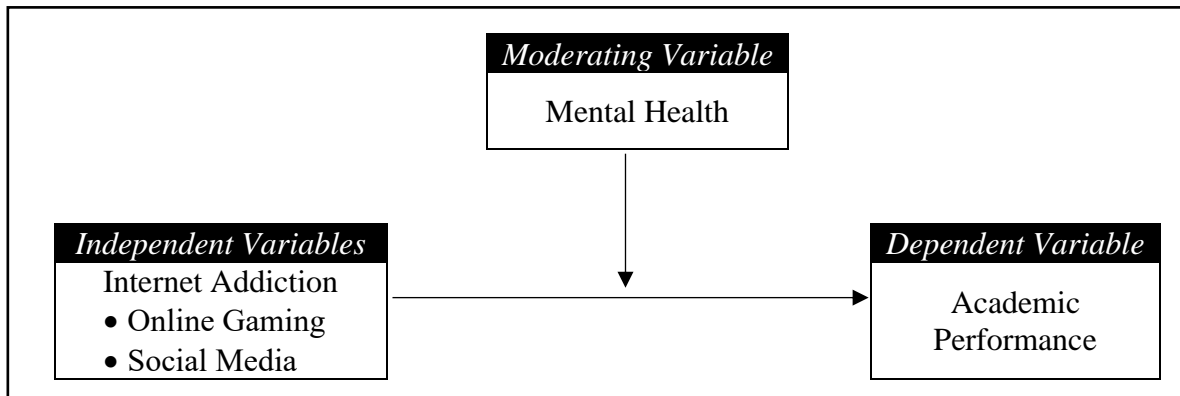 Moderating Variable
Mental Health
Independent Variables
Internet Addiction
• Online Gaming
• Social Media
Dependent Variable
Academic
Performance